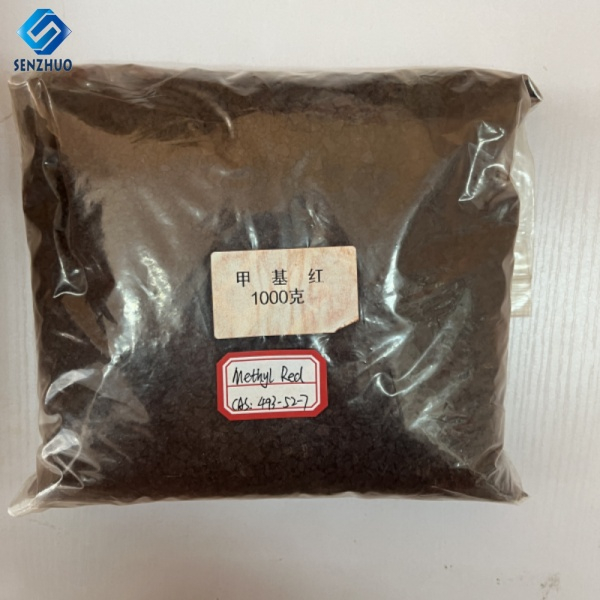 SENZHUO
甲 基 红
1000克
Methyl Red
CAS: 493-52-7